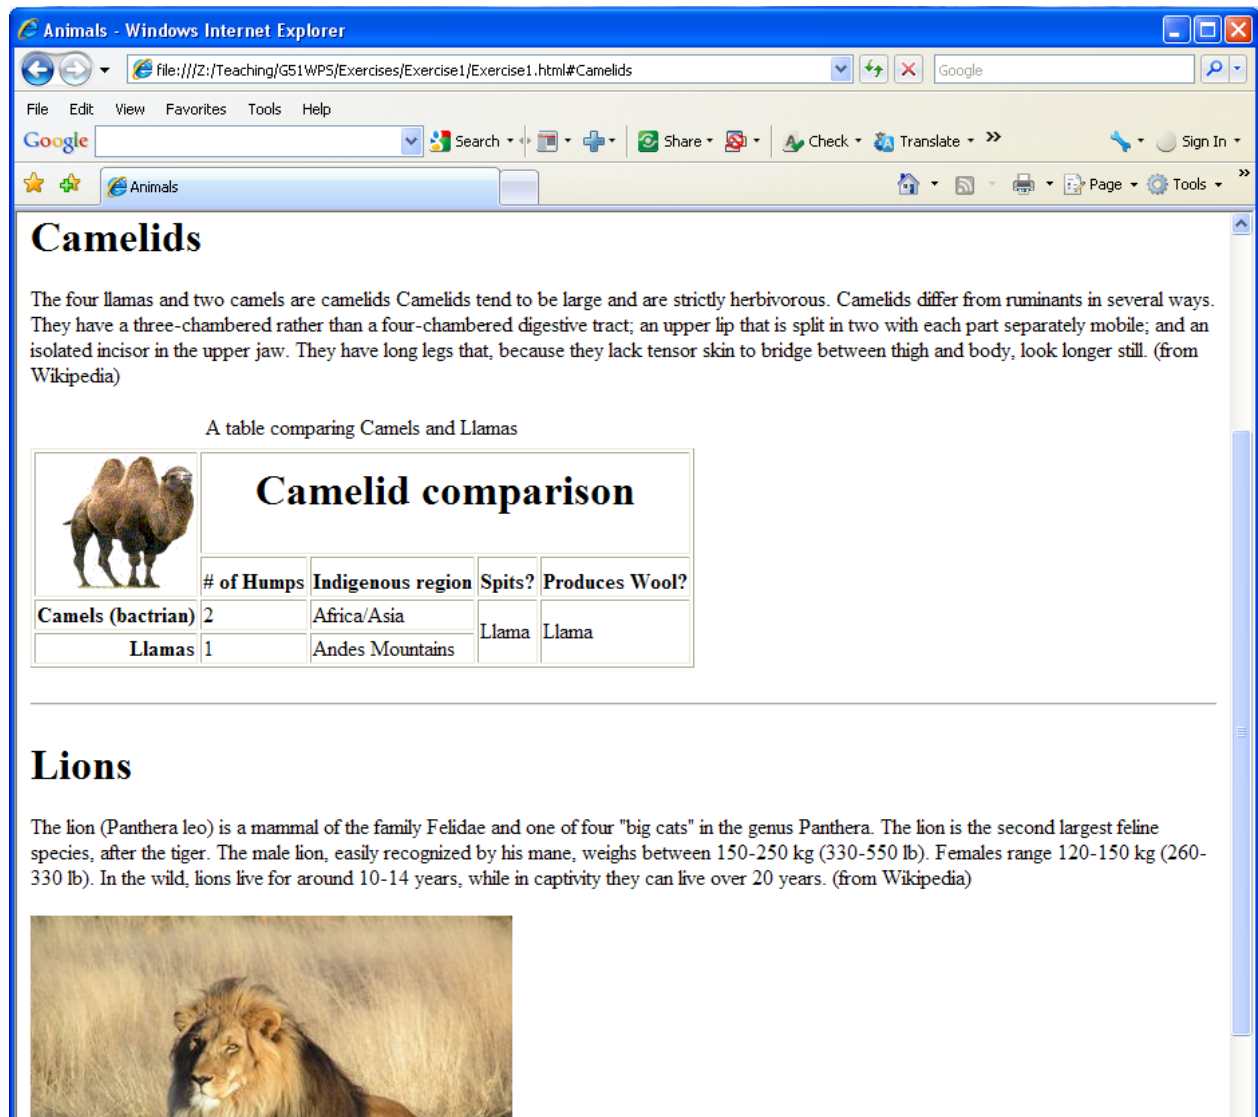 Animals - Windows Internet Explorer
file:///Z:/Teaching/G51WPS/Exercises/Exercise1/Exercise1.html#Camelids
Google
File Edit View Favorites Tools Help
Google Search Share Check Translate » Sign In
Animals Page Tools »
Camelids
The four llamas and two camels are camelids Camelids tend to be large and are strictly herbivorous. Camelids differ from ruminants in several ways.
They have a three-chambered rather than a four-chambered digestive tract; an upper lip that is split in two with each part separately mobile; and an
isolated incisor in the upper jaw. They have long legs that, because they lack tensor skin to bridge between thigh and body, look longer still. (from
Wikipedia)
A table comparing Camels and Llamas
Camelid comparison
# of Humps Indigenous region Spits? Produces Wool?
Camels (bactrian) 2 Africa/Asia
Llama Llama
Llamas 1 Andes Mountains
Lions
The lion (Panthera leo) is a mammal of the family Felidae and one of four "big cats" in the genus Panthera. The lion is the second largest feline
species, after the tiger. The male lion, easily recognized by his mane, weighs between 150-250 kg (330-550 lb). Females range 120-150 kg (260-
330 lb). In the wild, lions live for around 10-14 years, while in captivity they can live over 20 years. (from Wikipedia)